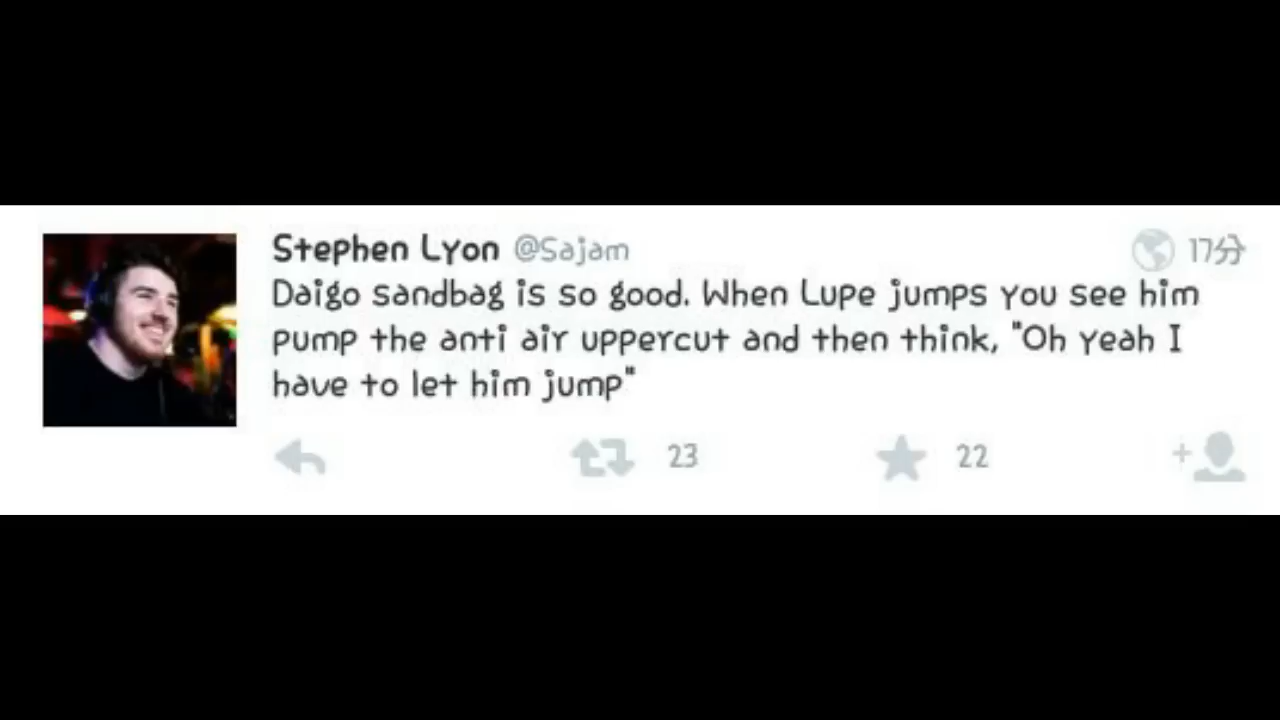 Stephen Lyon @Sajam 17分
Daigo sandbag is so good. When Lupe jumps you see him
pump the anti air uppercut and then think, "Oh yeah I
have to let him jump"
23 22